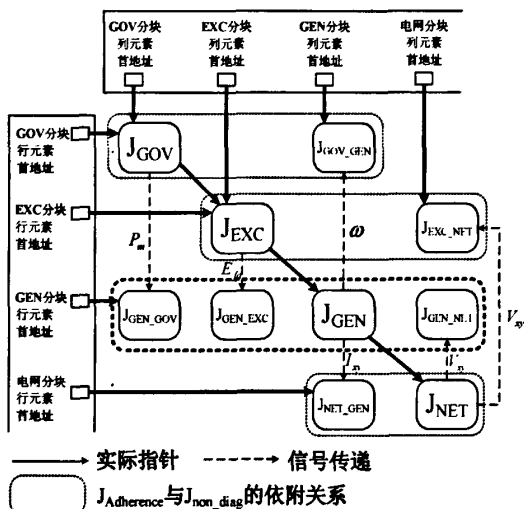 GOV分块 EXC分块 GEN分块 电网分块
列元素 列元素 列元素 列元素
首地址 首地址 首地址 首地址
GOV分块
行元素
首地址
J_GOV
J_GOV_GEN
EXC分块
行元素
首地址
J_EXC
J_EXC_NET
P_m
ω
E_fd
V_xy
GEN分块
行元素
首地址
J_GEN_GOV
J_GEN_EXC
J_GEN
J_GEN_NET
I_xy
V_xy
电网分块
行元素
首地址
J_NET_GEN
J_NET
实际指针
信号传递
J_Adherence与J_non_diag的依附关系